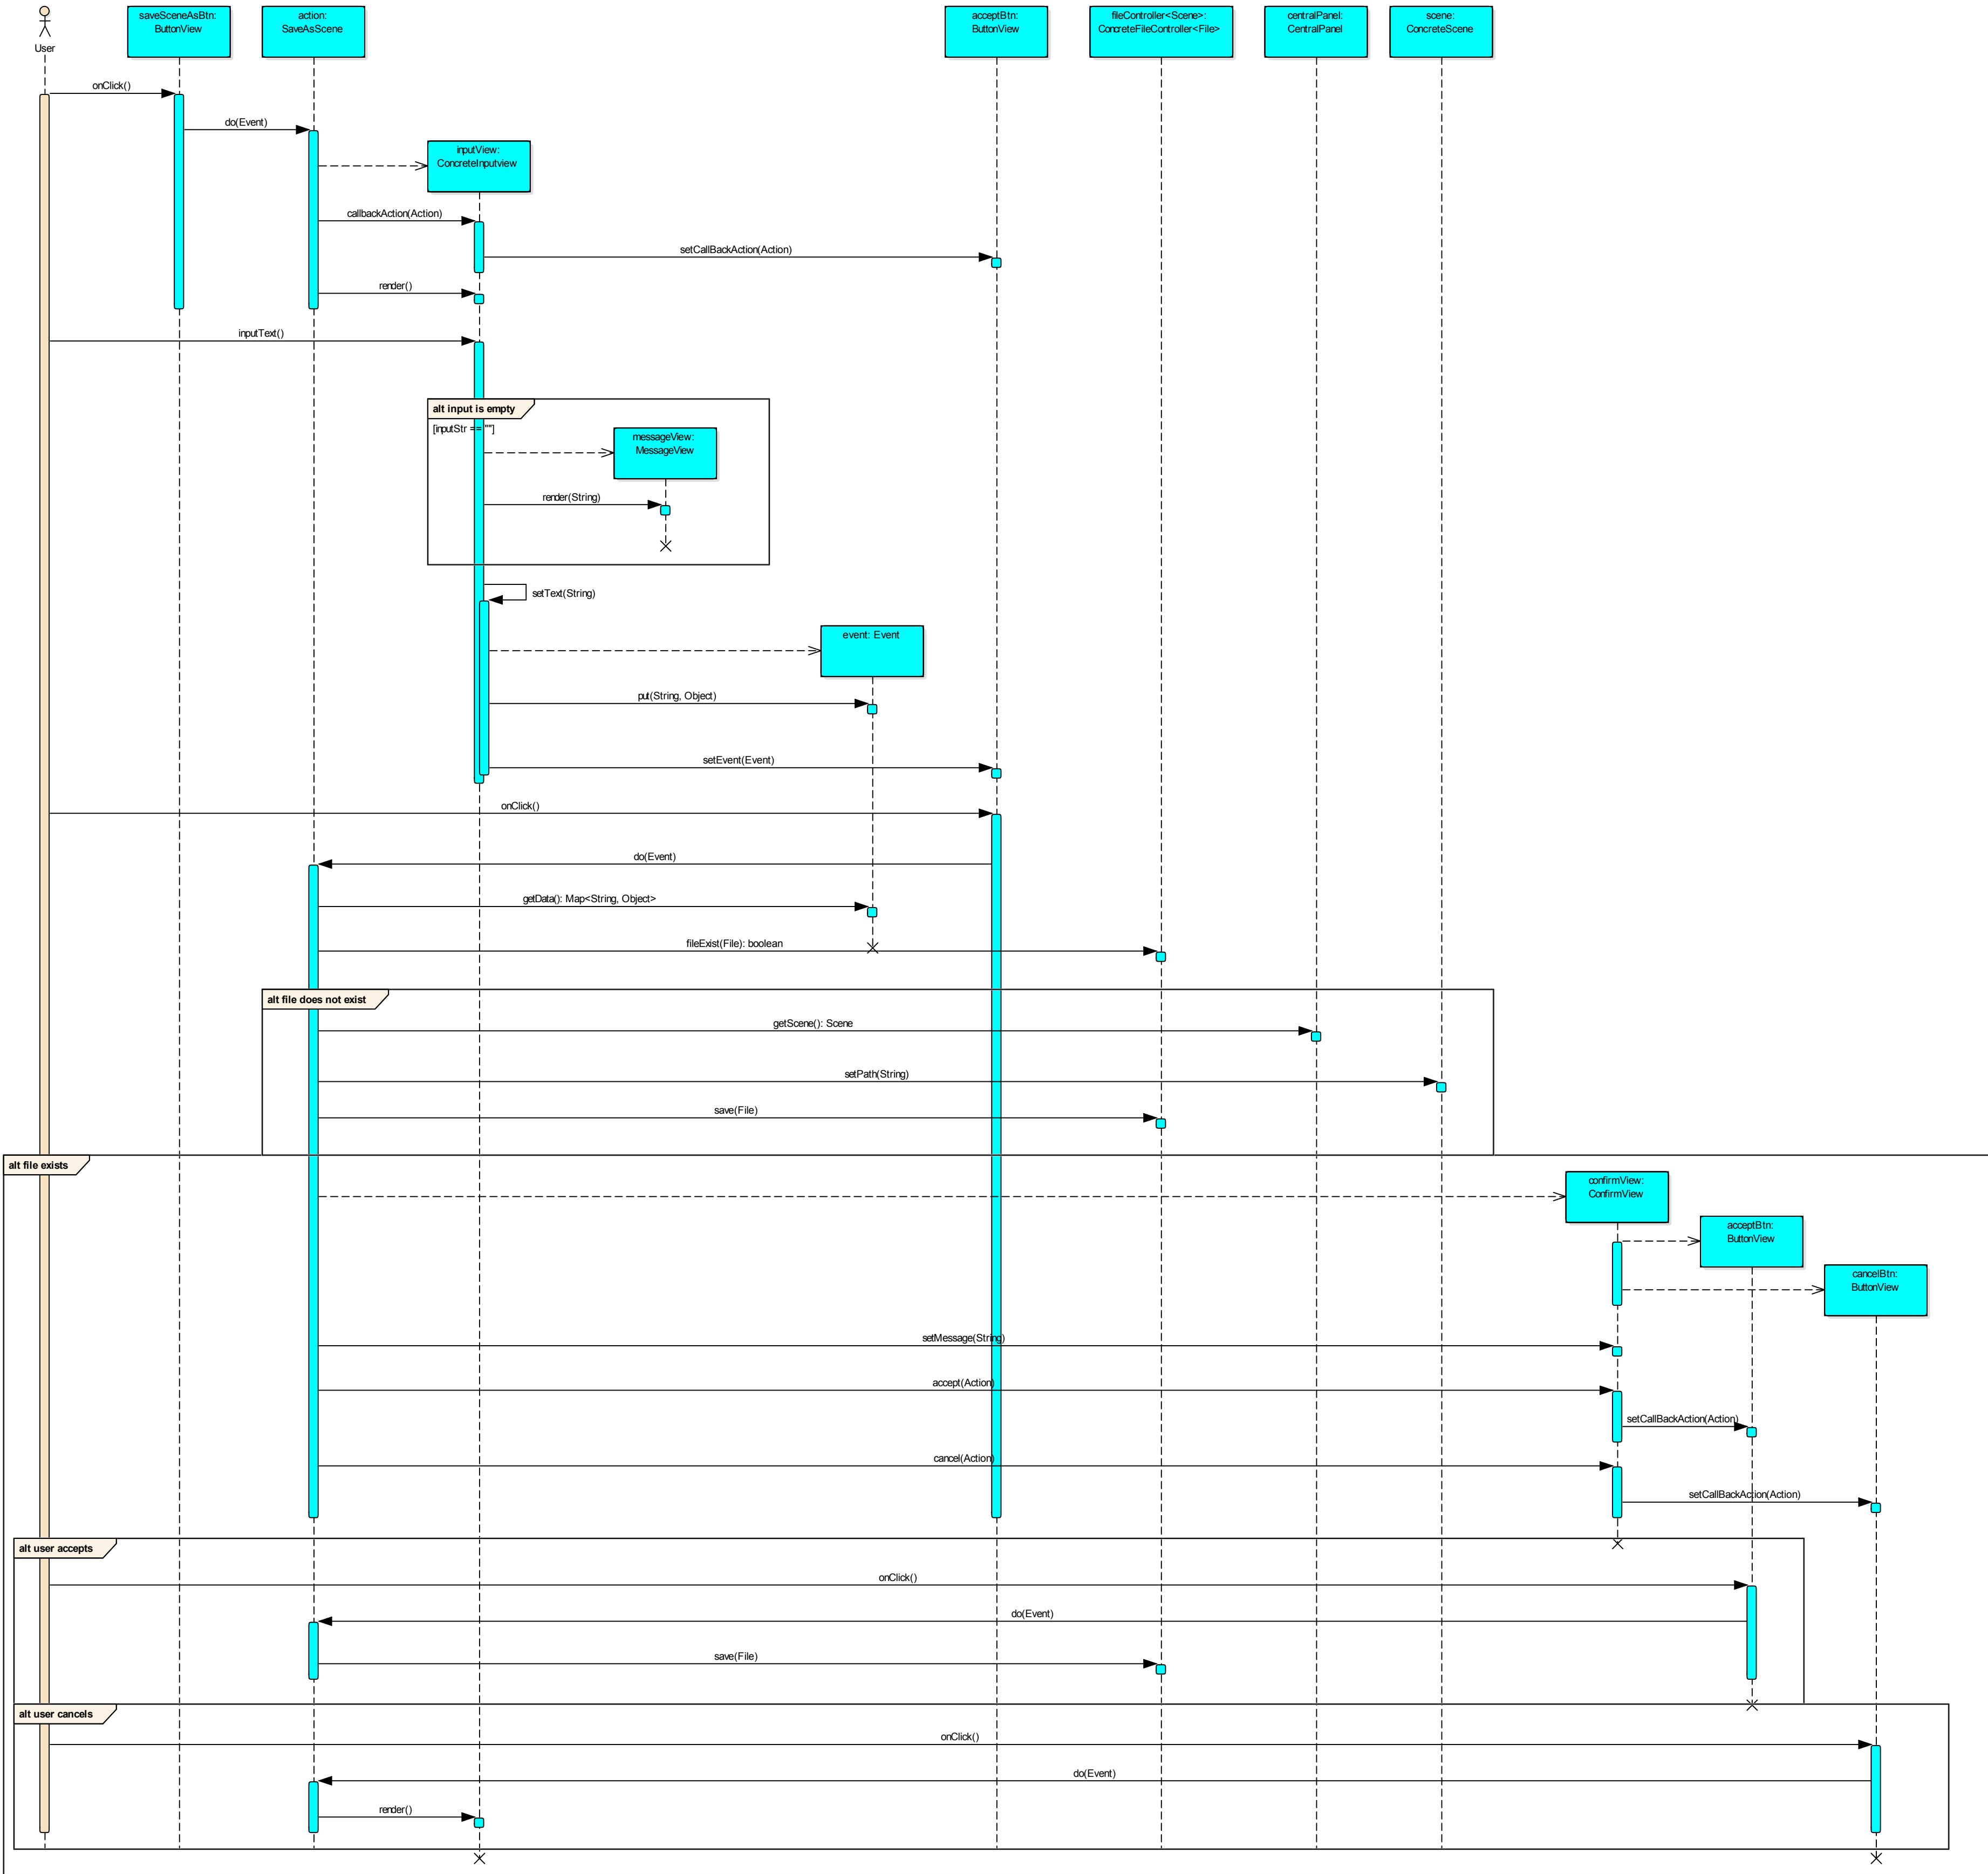 saveSceneAsBtn:
ButtonView
action:
SaveAsScene
acceptBtn:
ButtonView
fileController<Scene>:
ConcreteFileController<File>
centralPanel:
CentralPanel
scene:
ConcreteScene
User
onClick()
do(Event)
inputView:
ConcreteInputview
callbackAction(Action)
setCallBackAction(Action)
render()
inputText()
alt input is empty
[inputStr == ""]
messageView:
MessageView
render(String)
setText(String)
event: Event
put(String, Object)
setEvent(Event)
onClick()
do(Event)
getData(): Map<String, Object>
fileExist(File): boolean
alt file does not exist
getScene(): Scene
setPath(String)
save(File)
alt file exists
confirmView:
ConfirmView
acceptBtn:
ButtonView
cancelBtn:
ButtonView
setMessage(String)
accept(Action)
setCallBackAction(Action)
cancel(Action)
setCallBackAction(Action)
alt user accepts
onClick()
do(Event)
save(File)
alt user cancels
onClick()
do(Event)
render()